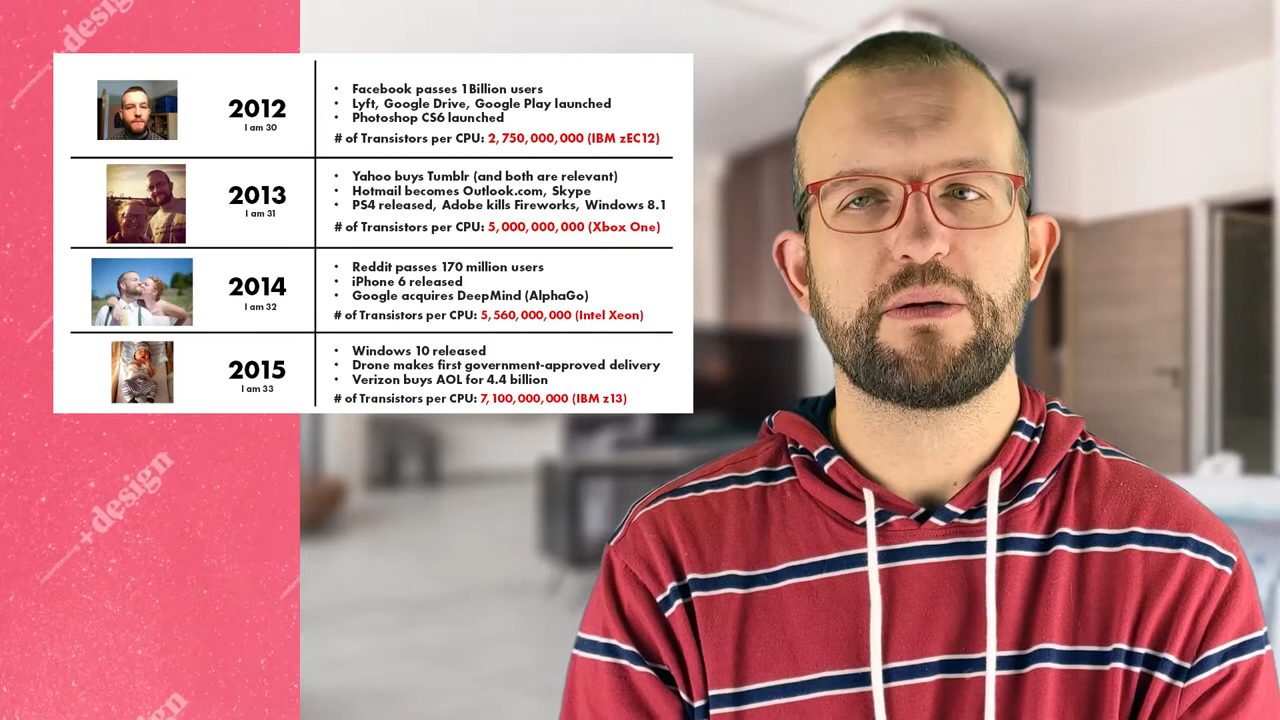 +design
2012
I am 30
• Facebook passes 1Billion users
• Lyft, Google Drive, Google Play launched
• Photoshop CS6 launched
# of Transistors per CPU: 2,750,000,000 (IBM zEC12)
2013
I am 31
• Yahoo buys Tumblr (and both are relevant)
• Hotmail becomes Outlook.com, Skype
• PS4 released, Adobe kills Fireworks, Windows 8.1
# of Transistors per CPU: 5,000,000,000 (Xbox One)
2014
I am 32
• Reddit passes 170 million users
• iPhone 6 released
• Google acquires DeepMind (AlphaGo)
# of Transistors per CPU: 5,560,000,000 (Intel Xeon)
2015
I am 33
• Windows 10 released
• Drone makes first government-approved delivery
• Verizon buys AOL for 4.4 billion
# of Transistors per CPU: 7,100,000,000 (IBM z13)
+design
design